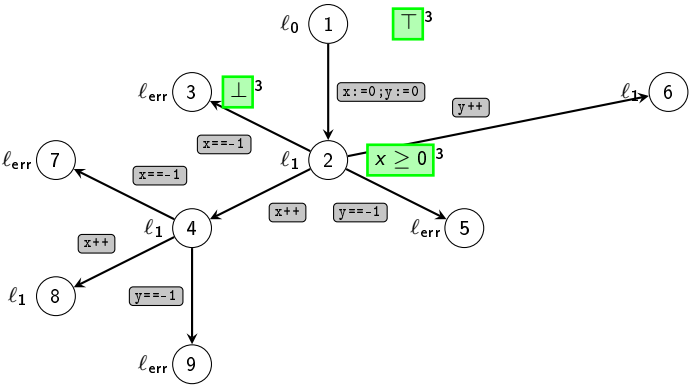 ℓ0 1 ⊤ 3
ℓerr 3 ⊥ 3 x:=0;y:=0 y++ ℓ1 6
x==-1
ℓerr 7 ℓ1 2 x ≥ 0 3
x==-1
x++ y==-1
ℓ1 4 ℓerr 5
x++
ℓ1 8 y==-1
ℓerr 9